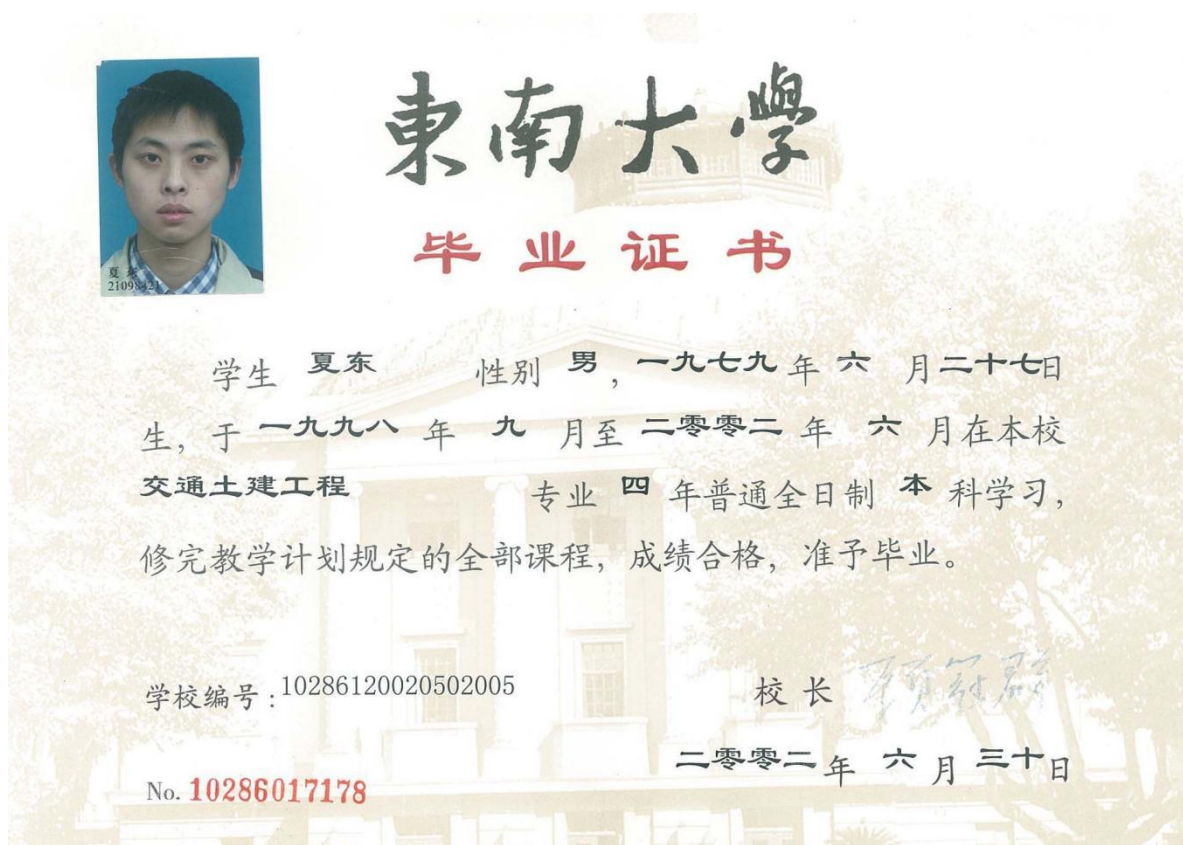 東南大學
毕业证书
夏东
21098421
学生 夏东 性别 男, 一九七九年 六 月二十七日
生, 于 一九九八 年 九 月至 二零零二 年 六 月在本校
交通土建工程 专业 四 年普通全日制 本 科学习,
修完教学计划规定的全部课程, 成绩合格, 准予毕业。
学校编号:10286120020502005
校长
二零零二年 六 月 三十日
No. 10286017178